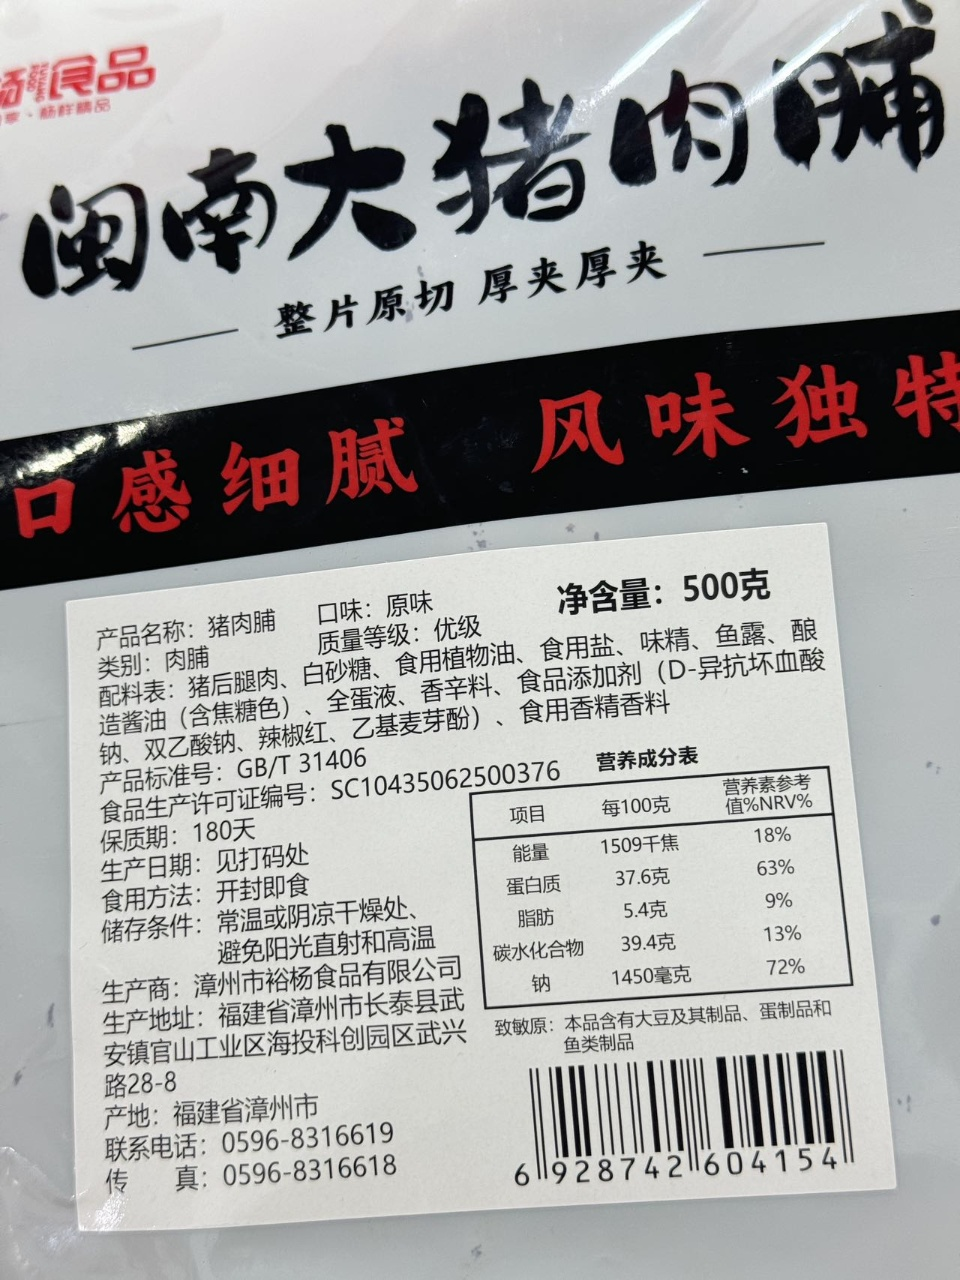 食品
杨鲜精品
闽南大猪肉脯
整片原切 厚夹厚夹
口感细腻 风味独特
产品名称：猪肉脯 口味：原味 净含量：500克
类别：肉脯 质量等级：优级
配料表：猪后腿肉、白砂糖、食用植物油、食用盐、味精、鱼露、酿
造酱油（含焦糖色）、全蛋液、香辛料、食品添加剂（D-异抗坏血酸
钠、双乙酸钠、辣椒红、乙基麦芽酚）、食用香精香料
产品标准号：GB/T 31406
食品生产许可证编号：SC10435062500376
保质期：180天
生产日期：见打码处
食用方法：开封即食
储存条件：常温或阴凉干燥处、
避免阳光直射和高温
生产商：漳州市裕杨食品有限公司
生产地址：福建省漳州市长泰县武
安镇官山工业区海投科创园区武兴
路28-8
产地：福建省漳州市
联系电话：0596-8316619
传 真：0596-8316618
营养成分表
项目 每100克 营养素参考
值%NRV%
能量 1509千焦 18%
蛋白质 37.6克 63%
脂肪 5.4克 9%
碳水化合物 39.4克 13%
钠 1450毫克 72%
致敏原：本品含有大豆及其制品、蛋制品和
鱼类制品
6 928742 604154